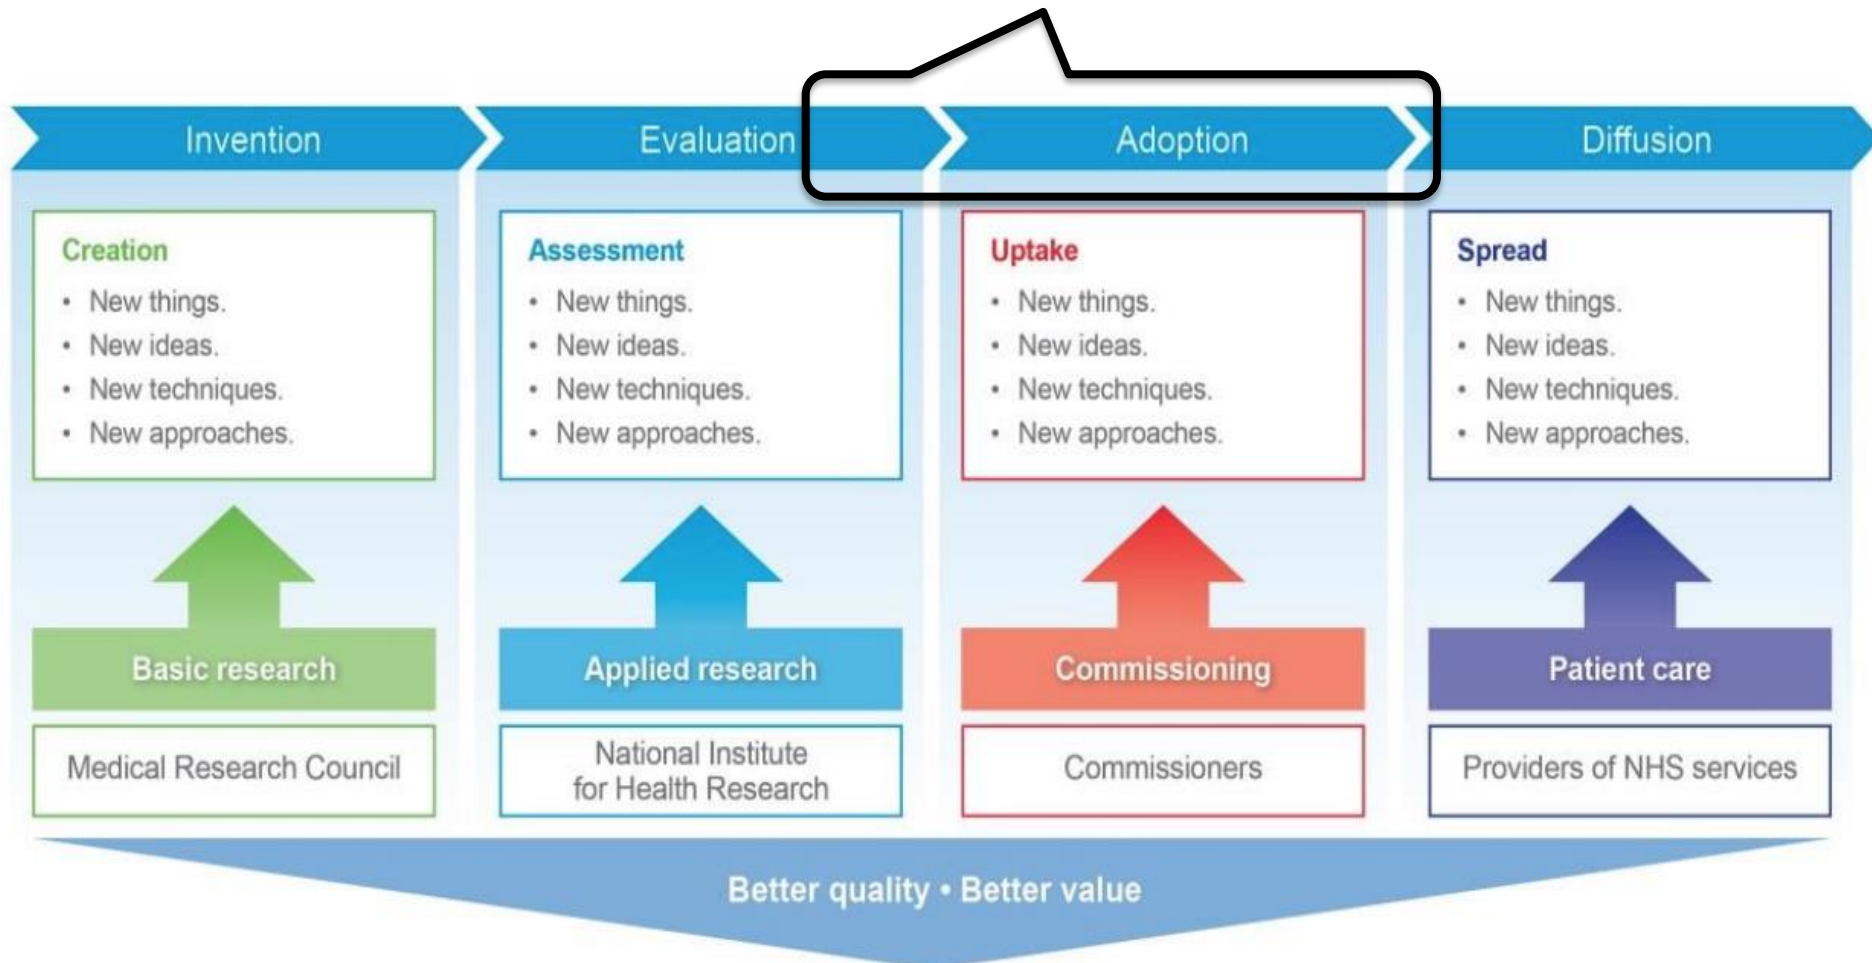 Invention
Evaluation
Adoption
Diffusion
Creation
• New things.
• New ideas.
• New techniques.
• New approaches.
Assessment
• New things.
• New ideas.
• New techniques.
• New approaches.
Uptake
• New things.
• New ideas.
• New techniques.
• New approaches.
Spread
• New things.
• New ideas.
• New techniques.
• New approaches.
Basic research
Applied research
Commissioning
Patient care
Medical Research Council
National Institute
for Health Research
Commissioners
Providers of NHS services
Better quality • Better value